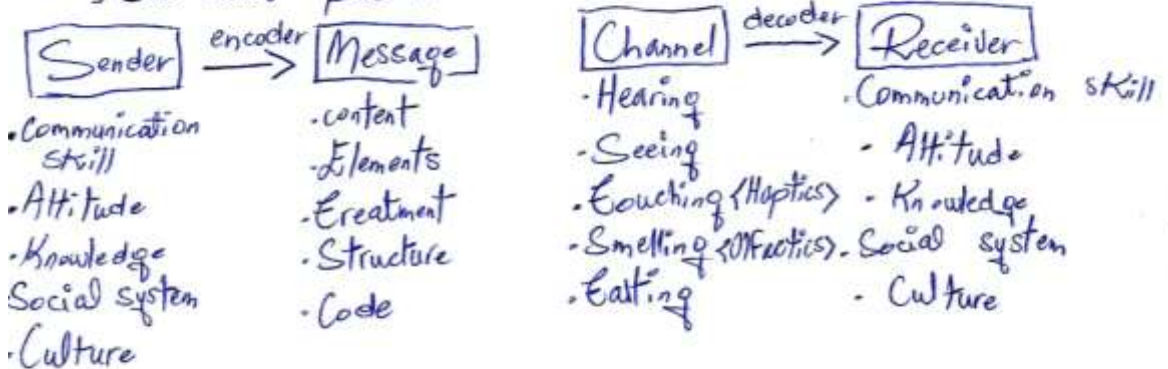 Sender
encoder
Message
Channel
decoder
Receiver
·Communication
skill
·Attitude
·Knowledge
Social system
·Culture
·content
·Elements
·Treatment
·Structure
·Code
·Hearing
·Seeing
·Touching <Haptics>
·Smelling <Olfactics>
·Communication skill
·Attitude
·Knowledge
·Social system
·Culture